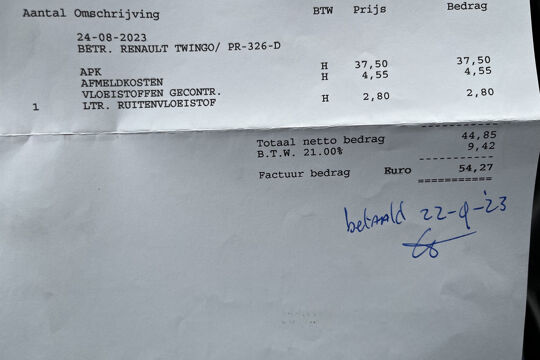 Aantal Omschrijving BTW Prijs Bedrag
24-08-2023
BETR. RENAULT TWINGO/ PR-326-D
APK H 37,50 37,50
AFMELDKOSTEN H 4,55 4,55
VLOEISTOFFEN GECONTR.
1 LTR. RUITENVLOEISTOF H 2,80 2,80
Totaal netto bedrag 44,85
B.T.W. 21.00% 9,42
Factuur bedrag Euro 54,27
betaald 22-9-'23